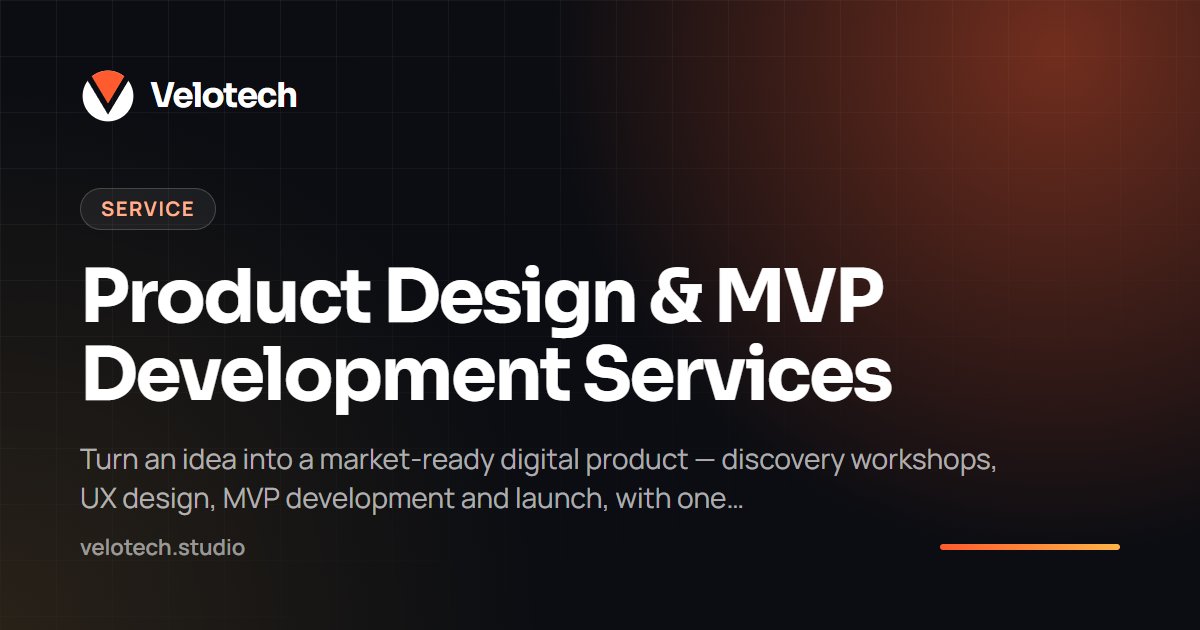 Velotech
SERVICE
Product Design & MVP
Development Services
Turn an idea into a market-ready digital product — discovery workshops,
UX design, MVP development and launch, with one…
velotech.studio